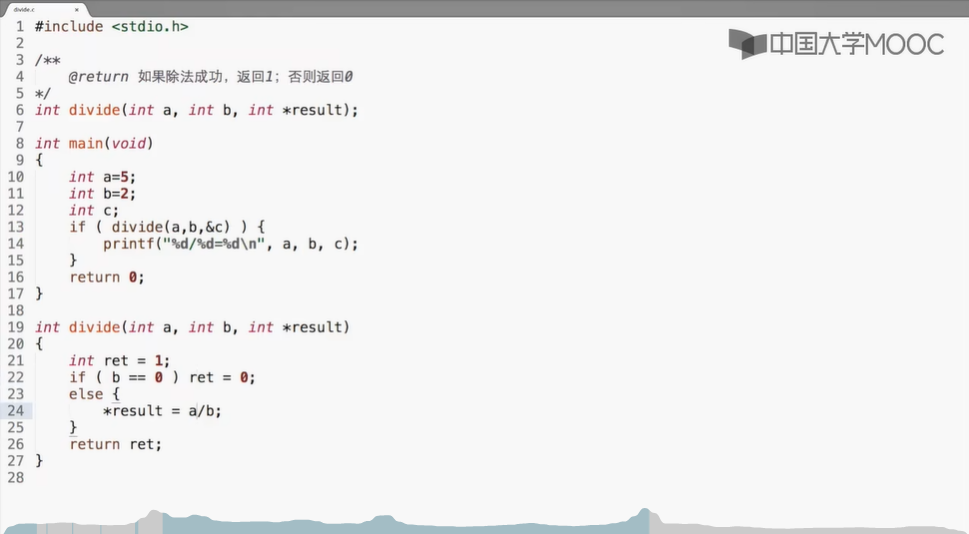 divide.c ×
中国大学MOOC
1 #include <stdio.h>
2
3 /**
4     @return 如果除法成功，返回1；否则返回0
5 */
6 int divide(int a, int b, int *result);
7
8 int main(void)
9 {
10     int a=5;
11     int b=2;
12     int c;
13     if ( divide(a,b,&c) ) {
14         printf("%d/%d=%d\n", a, b, c);
15     }
16     return 0;
17 }
18
19 int divide(int a, int b, int *result)
20 {
21     int ret = 1;
22     if ( b == 0 ) ret = 0;
23     else {
24         *result = a/b;
25     }
26     return ret;
27 }
28